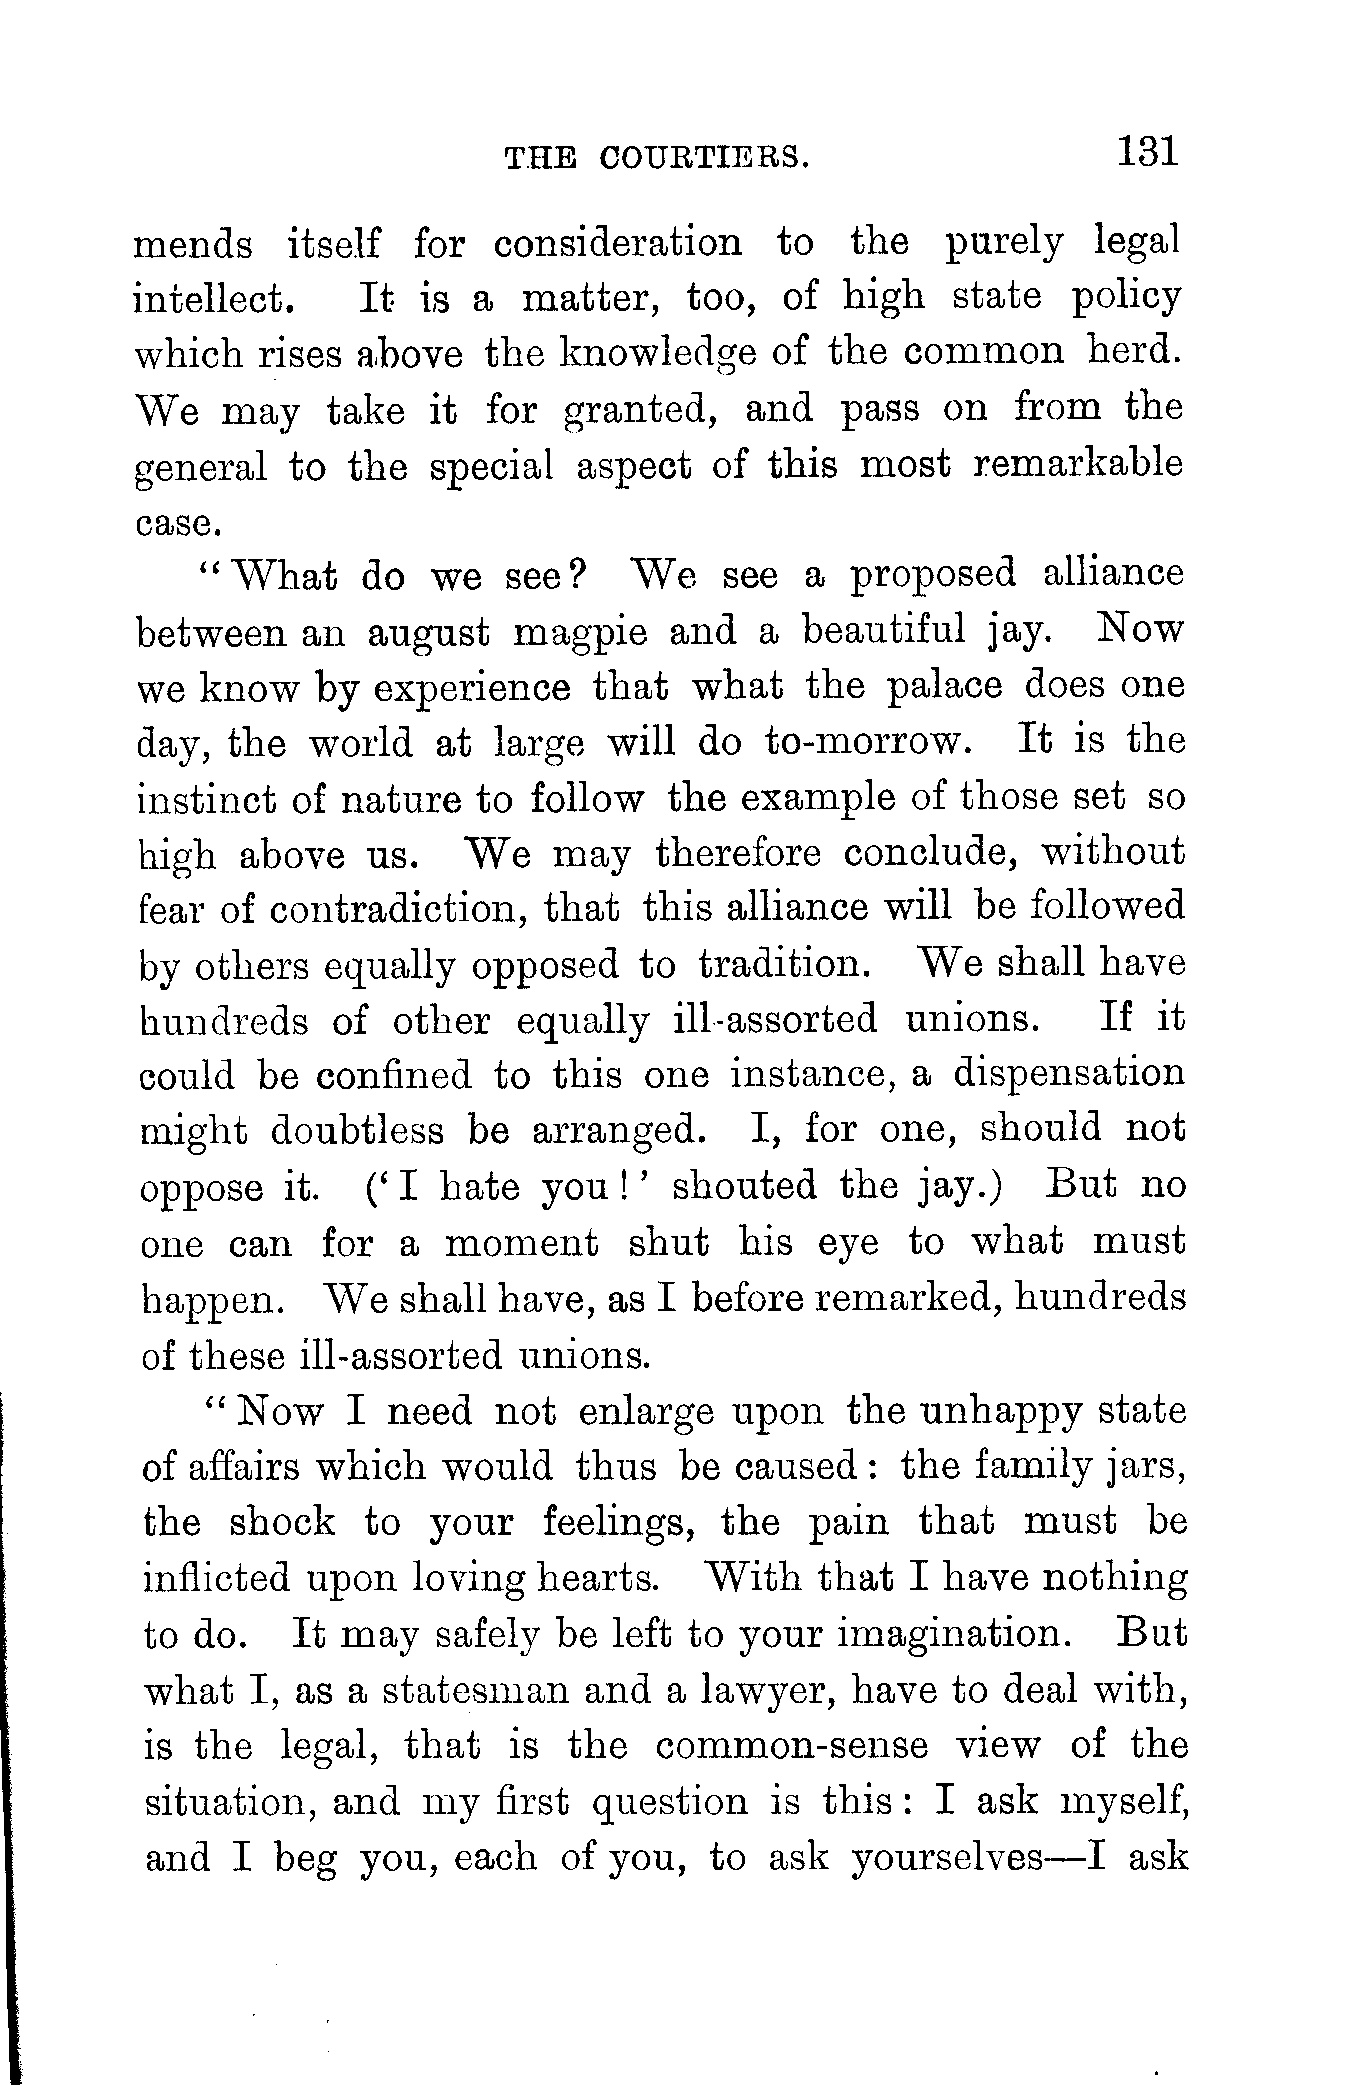 THE COURTIERS. 131
mends itself for consideration to the purely legal
intellect. It is a matter, too, of high state policy
which rises above the knowledge of the common herd.
We may take it for granted, and pass on from the
general to the special aspect of this most remarkable
case.
“What do we see? We see a proposed alliance
between an august magpie and a beautiful jay. Now
we know by experience that what the palace does one
day, the world at large will do to-morrow. It is the
instinct of nature to follow the example of those set so
high above us. We may therefore conclude, without
fear of contradiction, that this alliance will be followed
by others equally opposed to tradition. We shall have
hundreds of other equally ill-assorted unions. If it
could be confined to this one instance, a dispensation
might doubtless be arranged. I, for one, should not
oppose it. (‘I hate you!’ shouted the jay.) But no
one can for a moment shut his eye to what must
happen. We shall have, as I before remarked, hundreds
of these ill-assorted unions.
“Now I need not enlarge upon the unhappy state
of affairs which would thus be caused: the family jars,
the shock to your feelings, the pain that must be
inflicted upon loving hearts. With that I have nothing
to do. It may safely be left to your imagination. But
what I, as a statesman and a lawyer, have to deal with,
is the legal, that is the common-sense view of the
situation, and my first question is this: I ask myself,
and I beg you, each of you, to ask yourselves—I ask